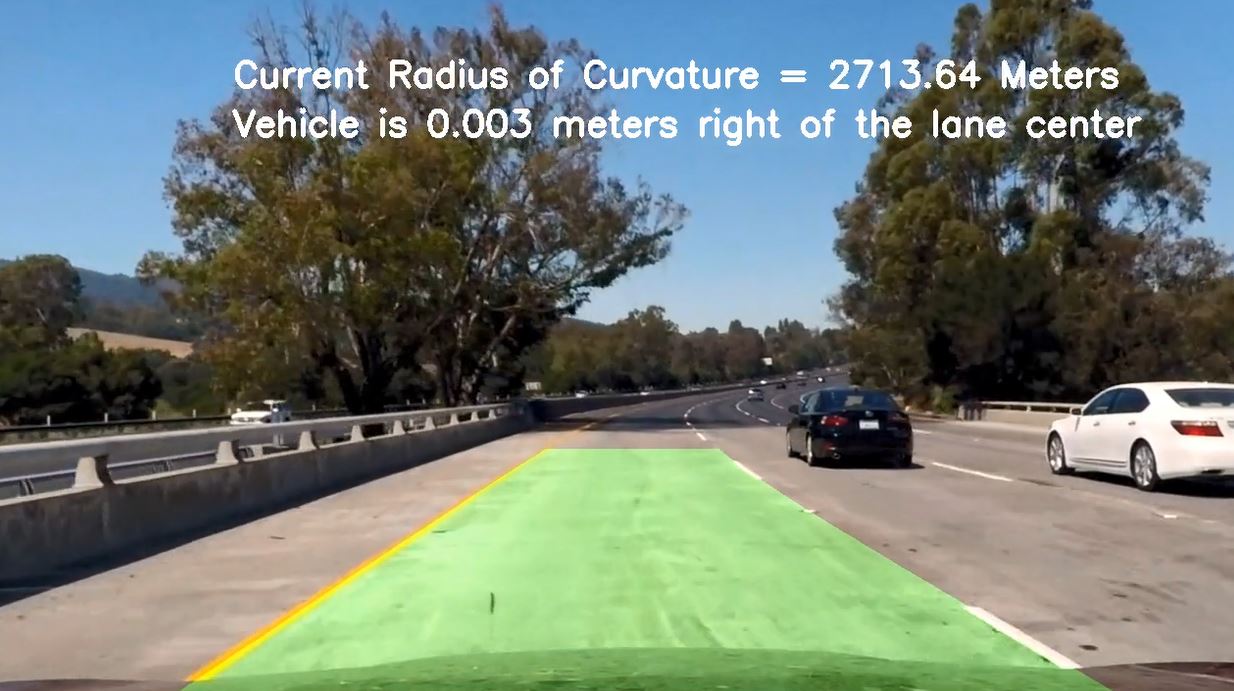 Current Radius of Curvature = 2713.64 Meters
Vehicle is 0.003 meters right of the lane center